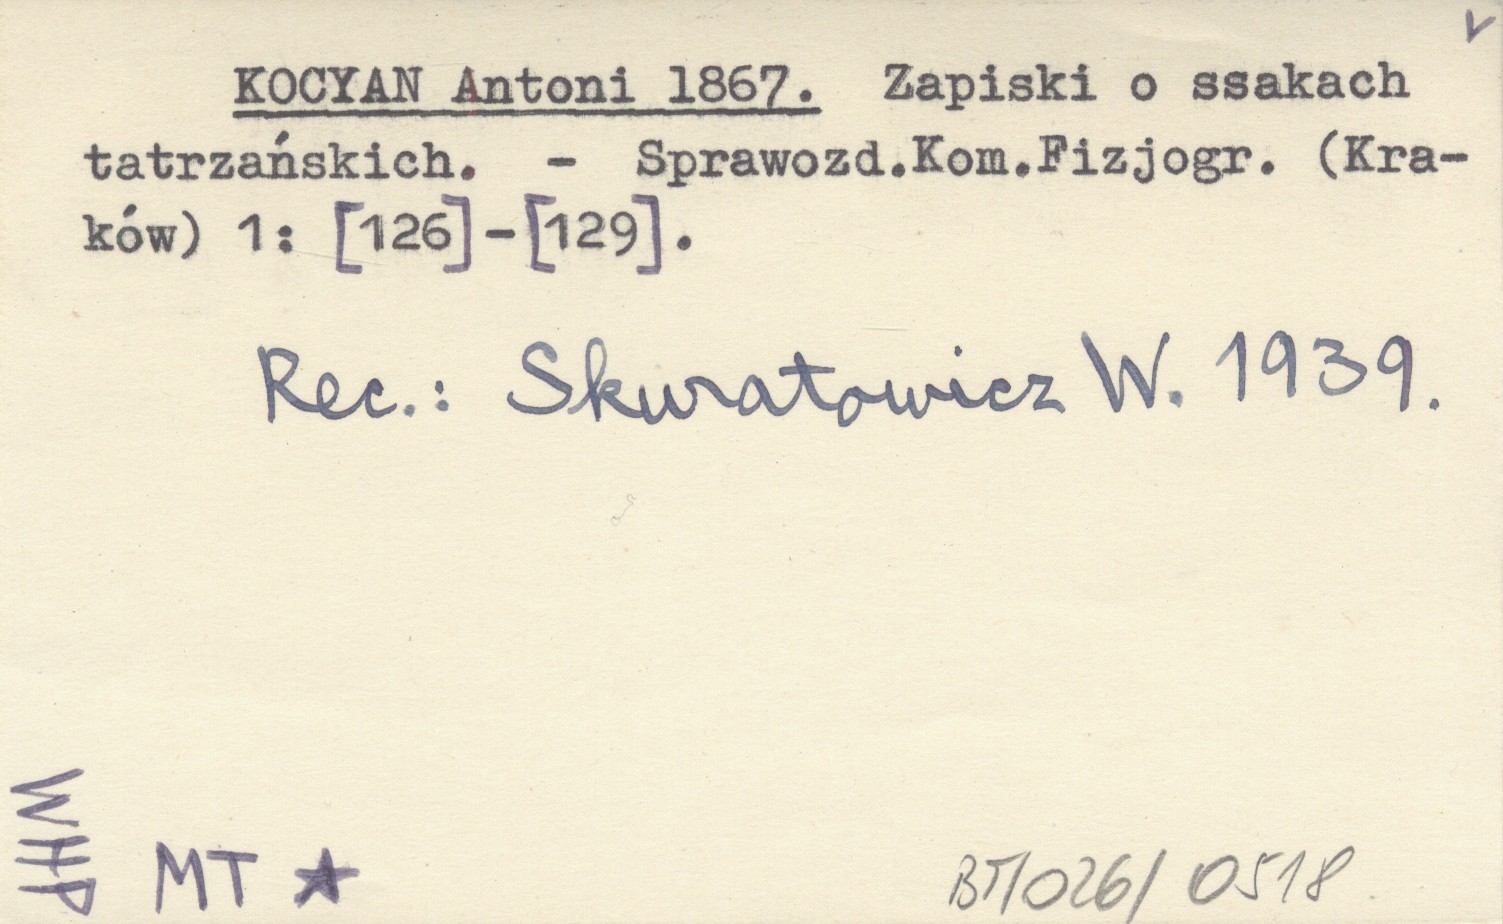 KOCYAN Antoni 1867. Zapiski o ssakach
tatrzańskich. - Sprawozd.Kom.Fizjogr. (Kra-
ków) 1: [126]-[129].
Rec.: Skuratowicz W. 1939.
WHP
MT ★
BT/026/0518